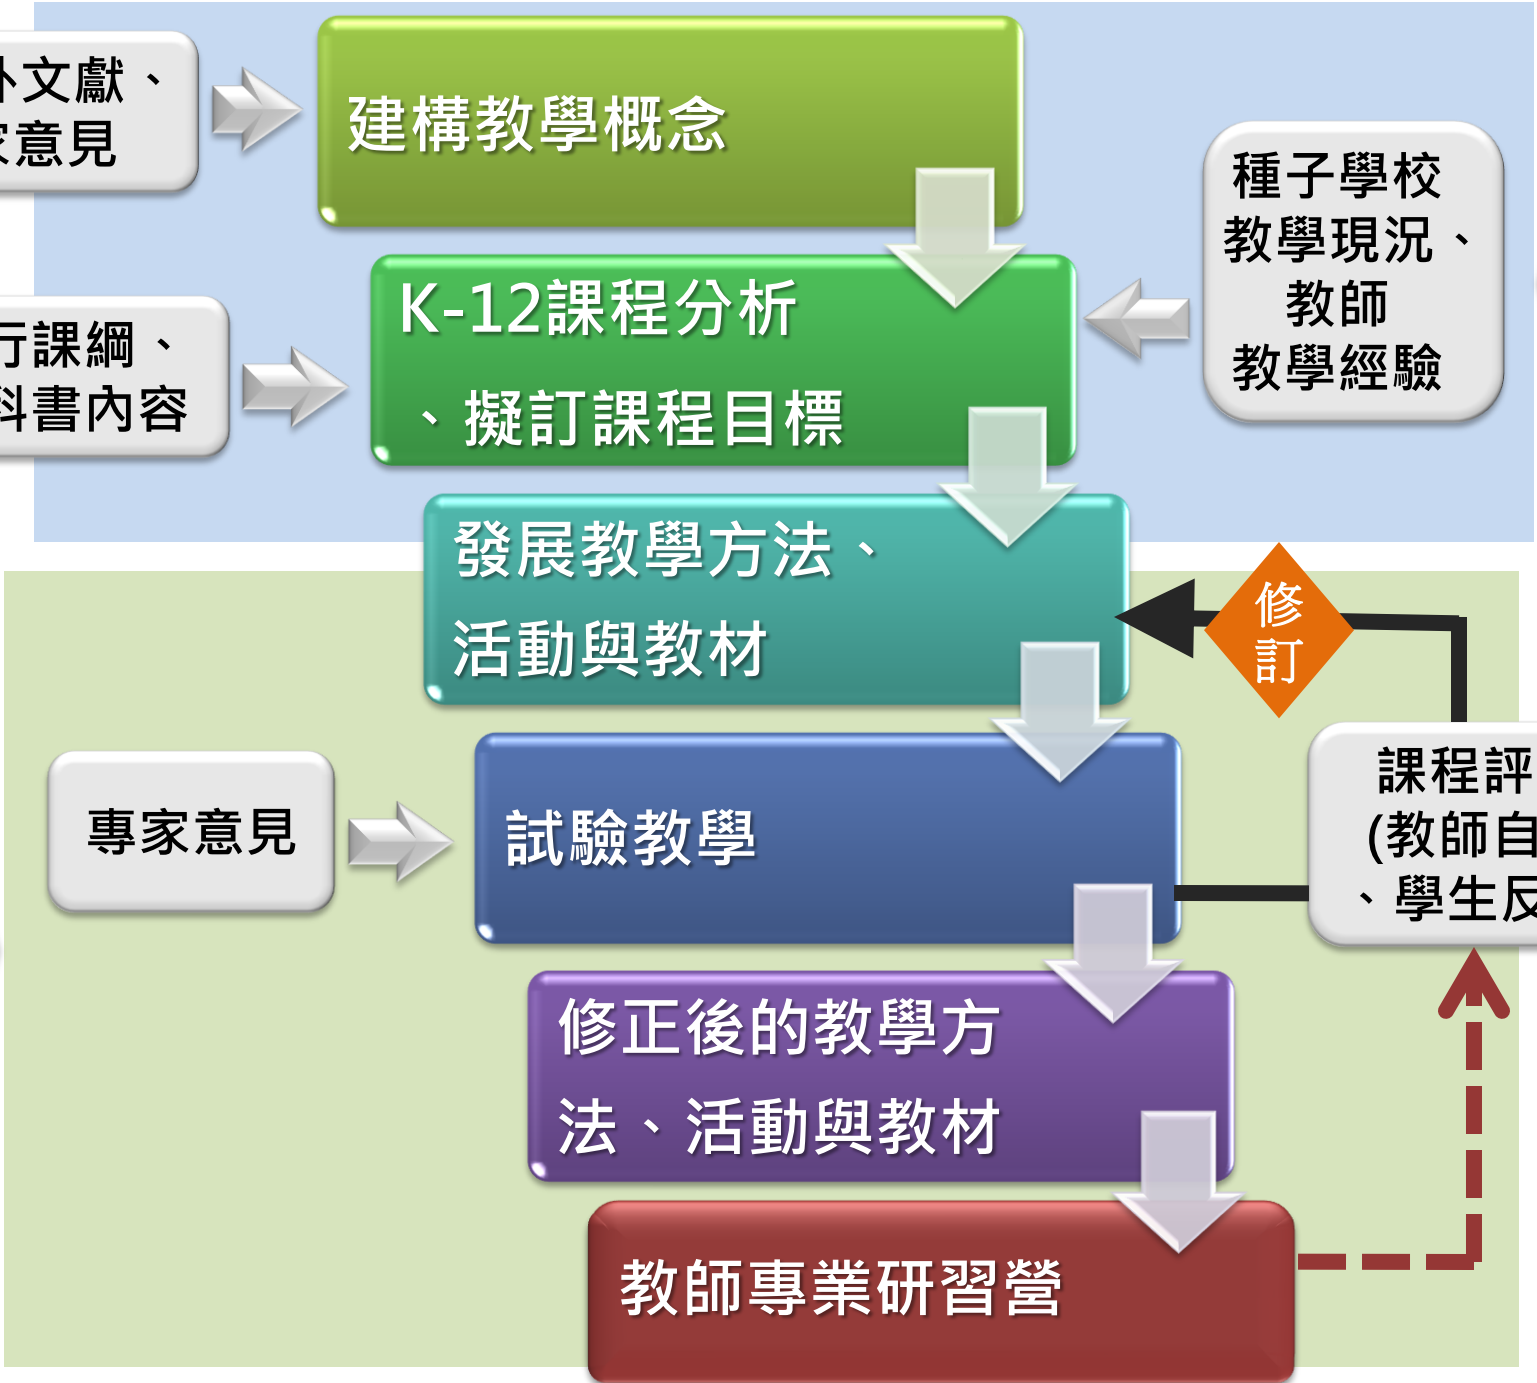 外文獻、
家意見
建構教學概念
種子學校
教學現況、
教師
教學經驗
K-12課程分析
、擬訂課程目標
行課綱、
科書內容
發展教學方法、
活動與教材
修
訂
專家意見
試驗教學
課程評
(教師自
、學生反
修正後的教學方
法、活動與教材
教師專業研習營